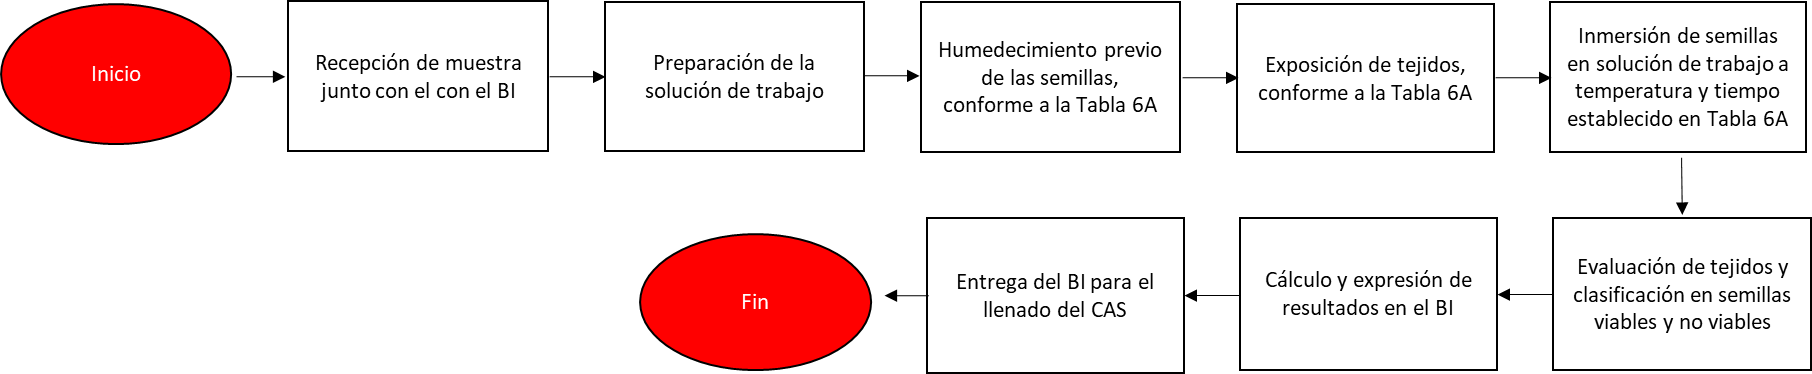 Inicio
Recepción de muestra
junto con el con el BI
Preparación de la
solución de trabajo
Humedecimiento previo
de las semillas,
conforme a la Tabla 6A
Exposición de tejidos,
conforme a la Tabla 6A
Inmersión de semillas
en solución de trabajo a
temperatura y tiempo
establecido en Tabla 6A
Evaluación de tejidos y
clasificación en semillas
viables y no viables
Cálculo y expresión de
resultados en el BI
Entrega del BI para el
llenado del CAS
Fin